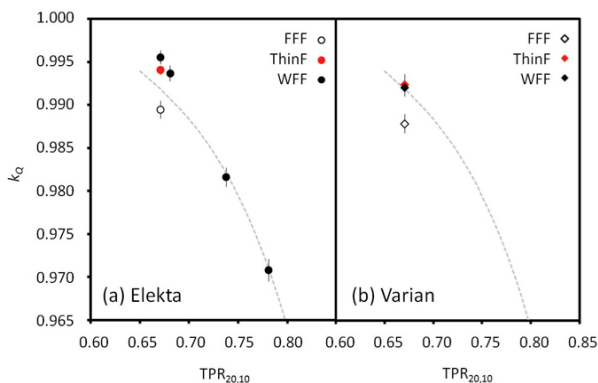 1.000
0.995
0.990
0.985
0.980
0.975
0.970
0.965
kQ
FFF
ThinF
WFF
(a) Elekta
0.60 0.65 0.70 0.75 0.80
TPR20,10
FFF
ThinF
WFF
(b) Varian
0.60 0.65 0.70 0.75 0.80 0.85
TPR20,10